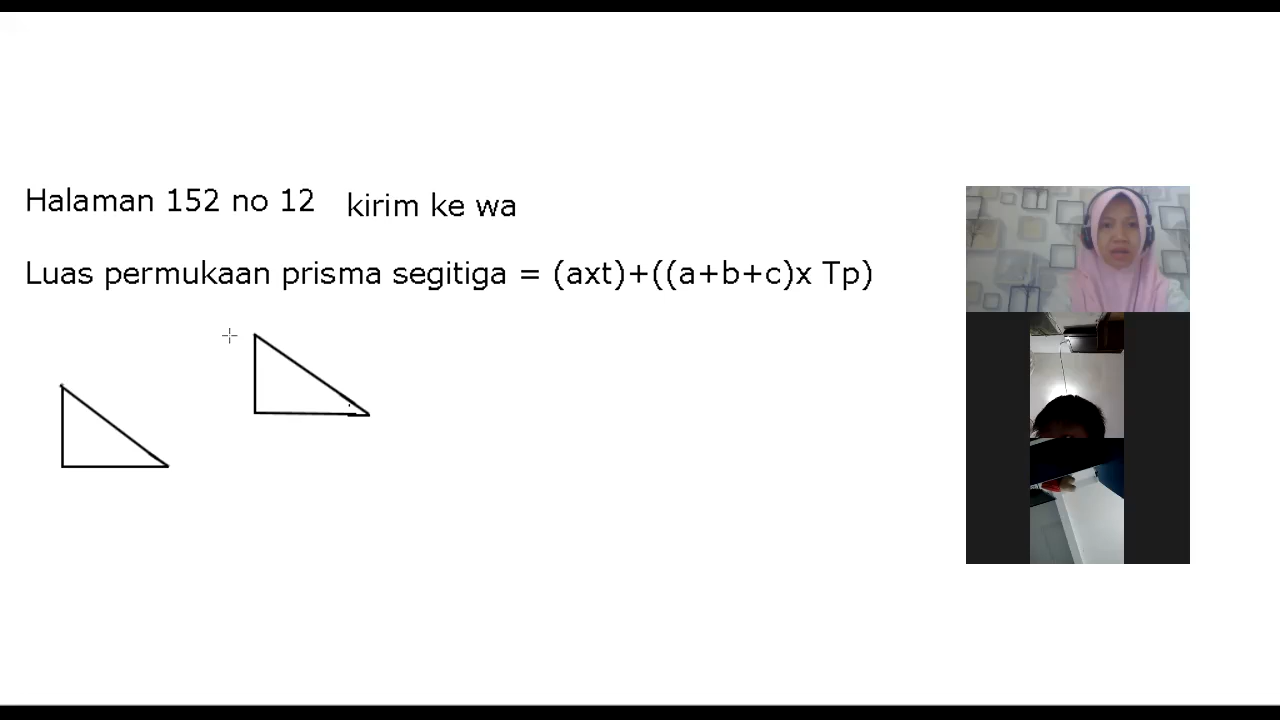 Halaman 152 no 12 kirim ke wa
Luas permukaan prisma segitiga = (axt)+((a+b+c)x Tp)